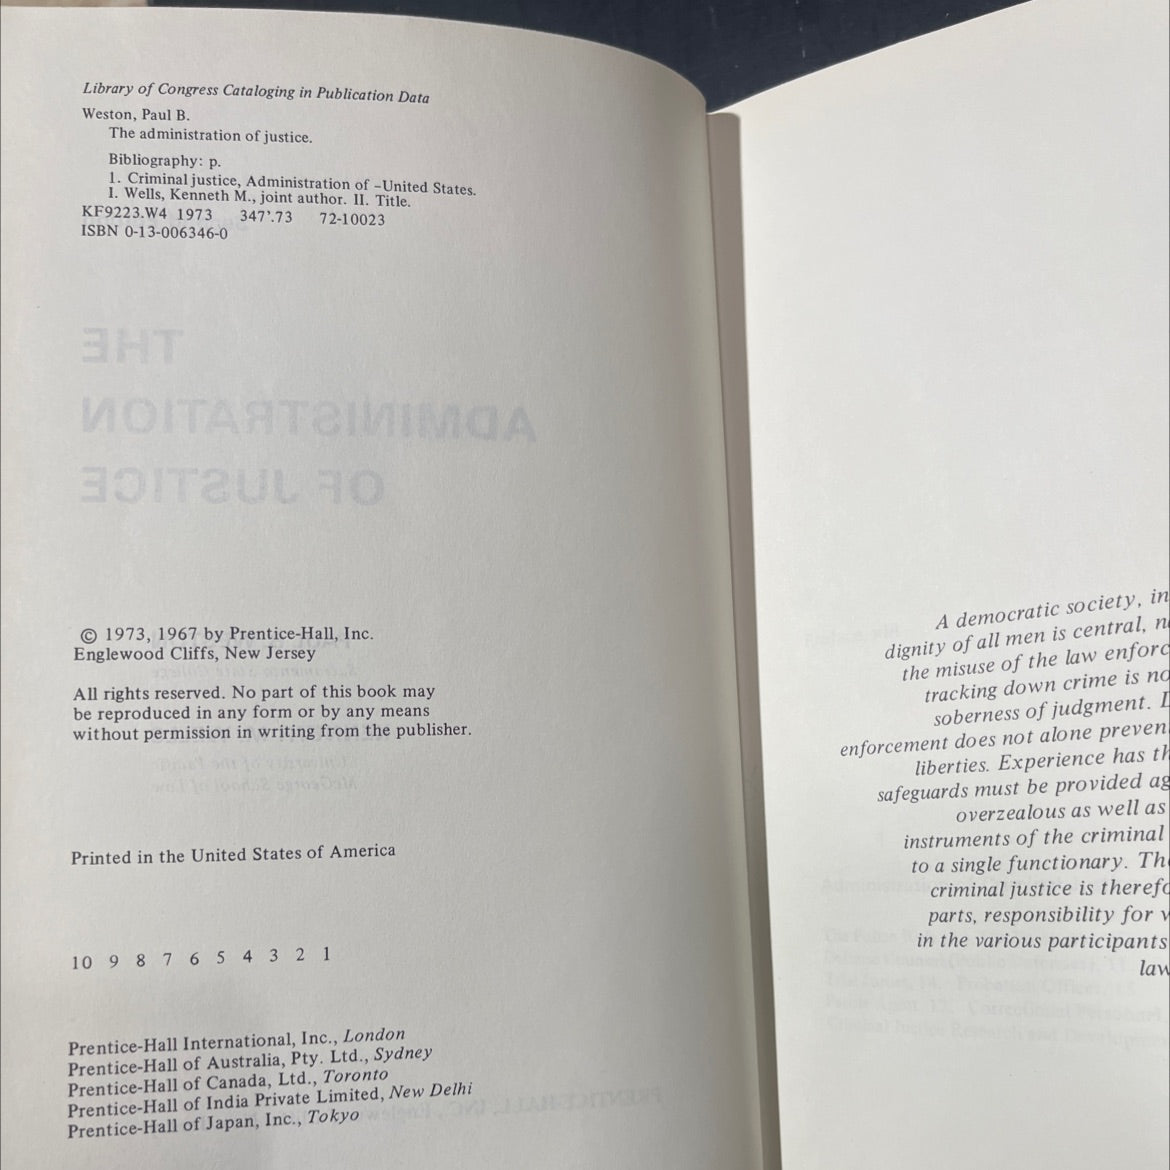 Library of Congress Cataloging in Publication Data
Weston, Paul B.
The administration of justice.
Bibliography: p.
1. Criminal justice, Administration of –United States.
I. Wells, Kenneth M., joint author. II. Title.
KF9223.W4 1973 347'.73 72-10023
ISBN 0-13-006346-0
THE
ADMINISTRATION
OF JUSTICE
© 1973, 1967 by Prentice-Hall, Inc.
Englewood Cliffs, New Jersey
All rights reserved. No part of this book may
be reproduced in any form or by any means
without permission in writing from the publisher.
Printed in the United States of America
10 9 8 7 6 5 4 3 2 1
Prentice-Hall International, Inc., London
Prentice-Hall of Australia, Pty. Ltd., Sydney
Prentice-Hall of Canada, Ltd., Toronto
Prentice-Hall of India Private Limited, New Delhi
Prentice-Hall of Japan, Inc., Tokyo
A democratic society, in
dignity of all men is central,
the misuse of the law
tracking down crime is
soberness of judgment.
enforcement does not alone
liberties. Experience has
safeguards must be provided
overzealous as well as
instruments of the criminal
to a single functionary.
criminal justice is
parts, responsibility for
in the various participants